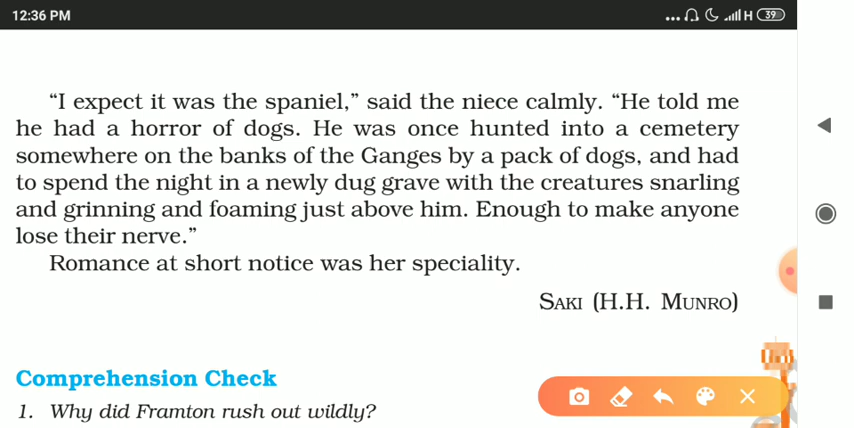 12:36 PM
... H 39
“I expect it was the spaniel,” said the niece calmly. “He told me
he had a horror of dogs. He was once hunted into a cemetery
somewhere on the banks of the Ganges by a pack of dogs, and had
to spend the night in a newly dug grave with the creatures snarling
and grinning and foaming just above him. Enough to make anyone
lose their nerve.”
Romance at short notice was her speciality.
SAKI (H.H. MUNRO)
Comprehension Check
1. Why did Framton rush out wildly?